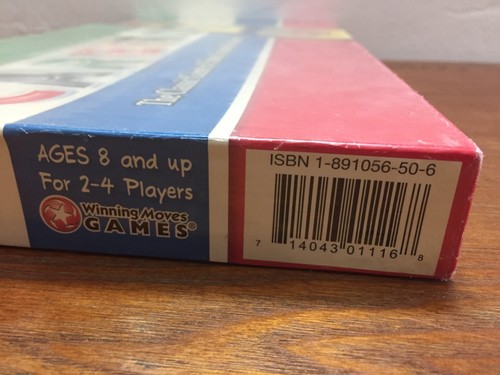 AGES 8 and up
For 2-4 Players
Winning Moves
GAMES®
ISBN 1-891056-50-6
7 14043 01116 8